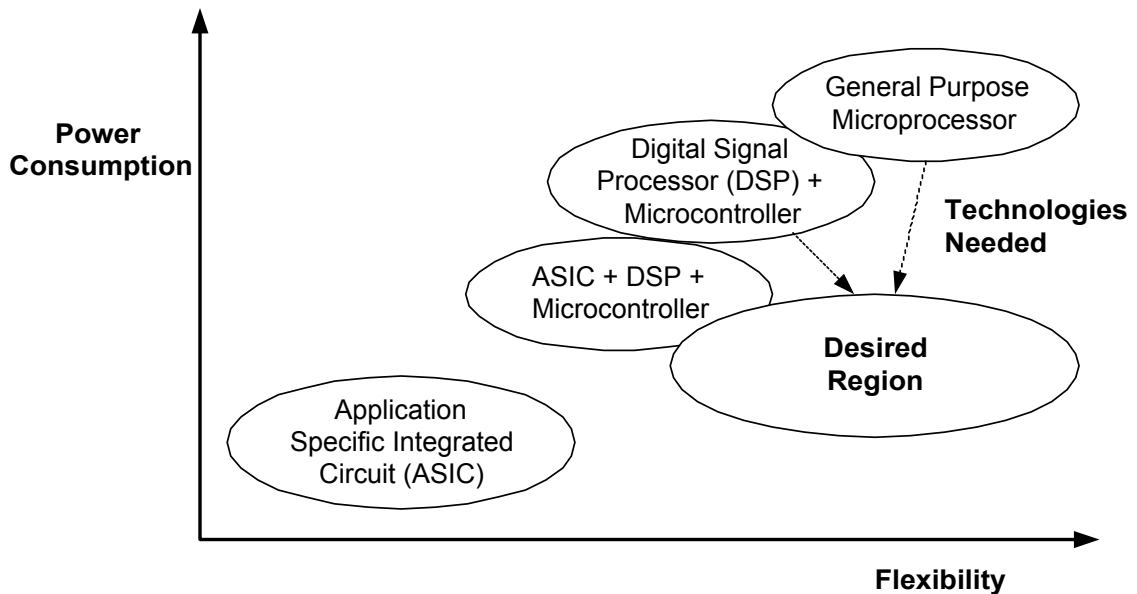 General Purpose
Microprocessor
Power
Consumption
Digital Signal
Processor (DSP) +
Microcontroller
Technologies
Needed
ASIC + DSP +
Microcontroller
Desired
Region
Application
Specific Integrated
Circuit (ASIC)
Flexibility